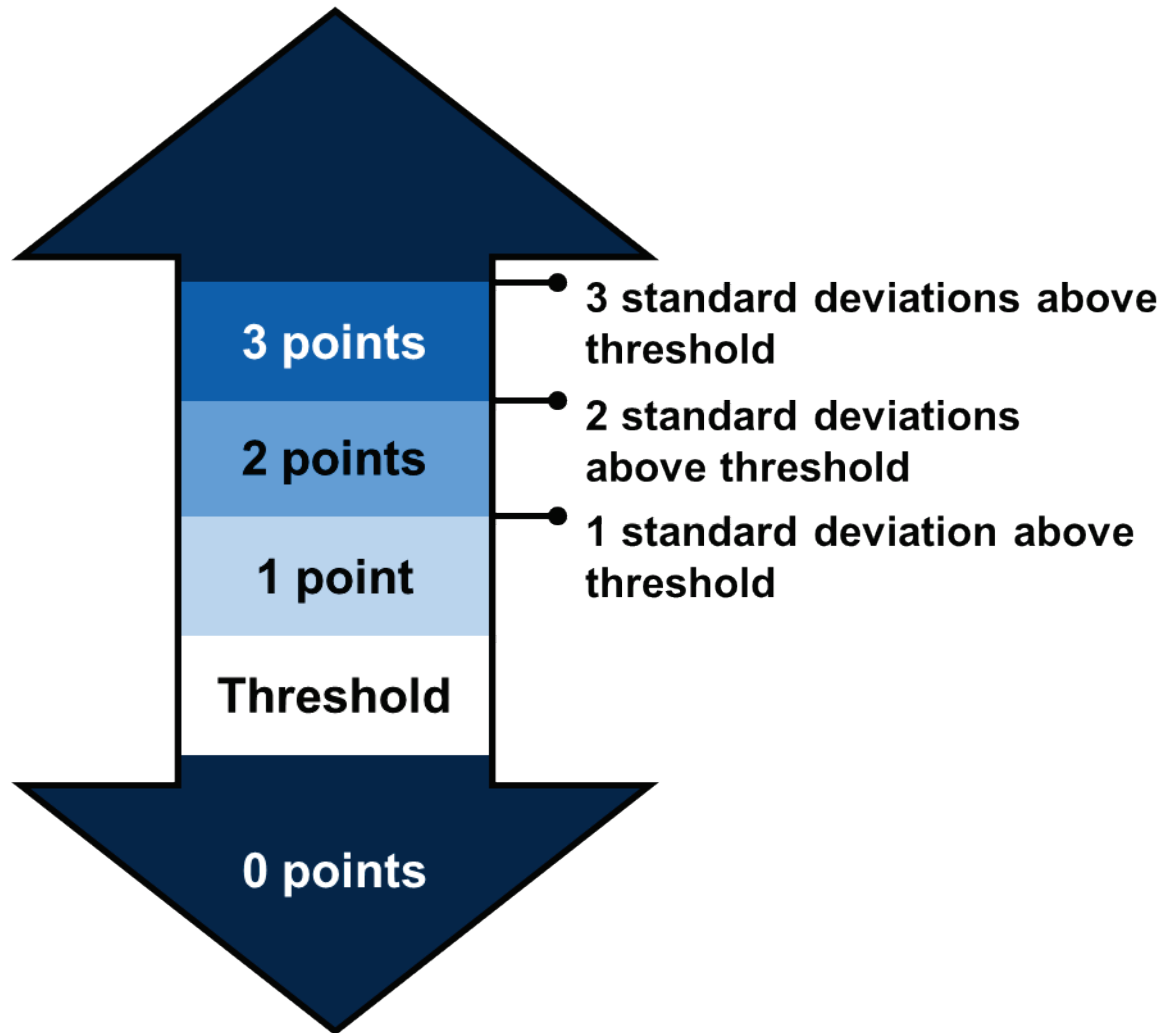 3 standard deviations above
threshold
3 points
2 standard deviations
above threshold
2 points
1 standard deviation above
threshold
1 point
Threshold
0 points